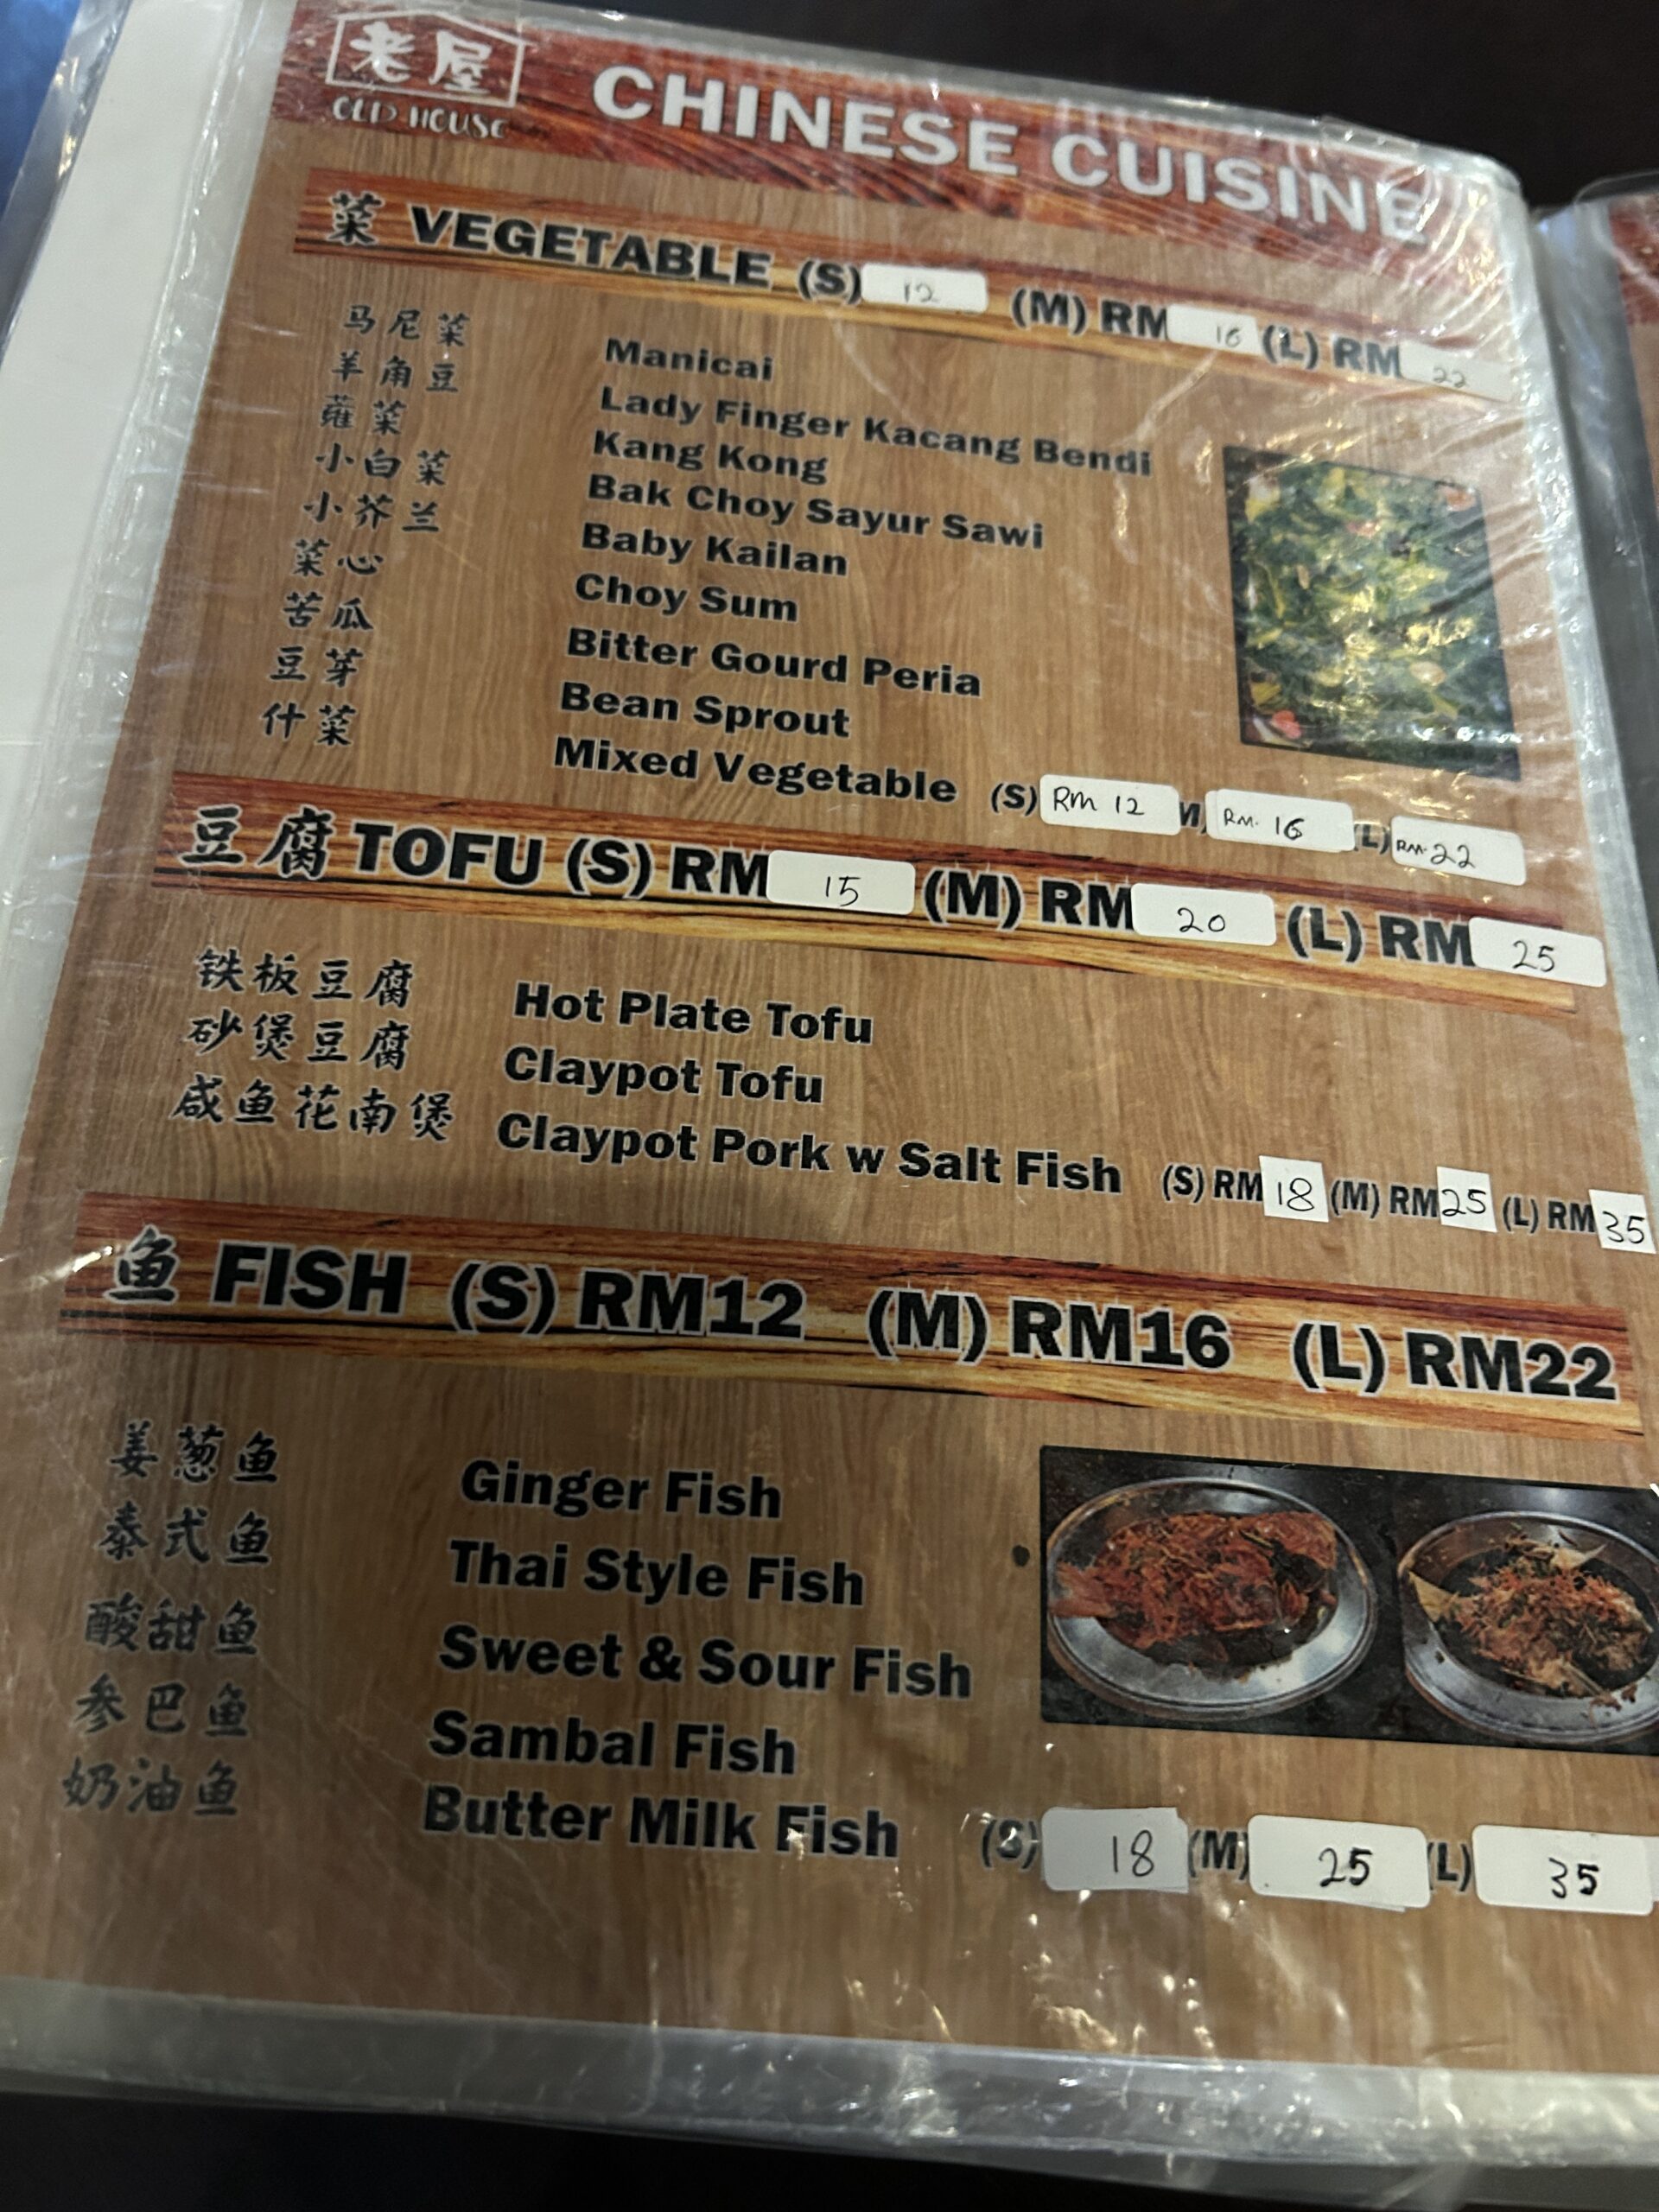 老屋
OLD HOUSE
CHINESE CUISINE
菜 VEGETABLE (S) 12 (M) RM 16 (L) RM 22
马尼菜 Manicai
羊角豆 Lady Finger Kacang Bendi
蕹菜 Kang Kong
小白菜 Bak Choy Sayur Sawi
小芥兰 Baby Kailan
菜心 Choy Sum
苦瓜 Bitter Gourd Peria
豆芽 Bean Sprout
什菜 Mixed Vegetable (S) Rm 12 M) RM. 16 (L) RM. 22
豆腐 TOFU (S) RM 15 (M) RM 20 (L) RM 25
铁板豆腐 Hot Plate Tofu
砂煲豆腐 Claypot Tofu
咸鱼花南煲 Claypot Pork w Salt Fish (S) RM 18 (M) RM 25 (L) RM 35
鱼 FISH (S) RM12 (M) RM16 (L) RM22
姜葱鱼 Ginger Fish
泰式鱼 Thai Style Fish
酸甜鱼 Sweet & Sour Fish
参巴鱼 Sambal Fish
奶油鱼 Butter Milk Fish (S) 18 (M) 25 (L) 35